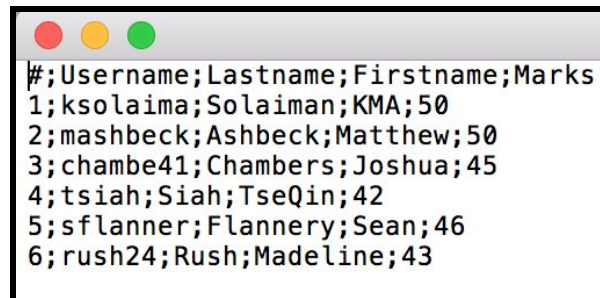 #;Username;Lastname;Firstname;Marks
1;ksolaima;Solaiman;KMA;50
2;mashbeck;Ashbeck;Matthew;50
3;chambe41;Chambers;Joshua;45
4;tsiah;Siah;TseQin;42
5;sflanner;Flannery;Sean;46
6;rush24;Rush;Madeline;43